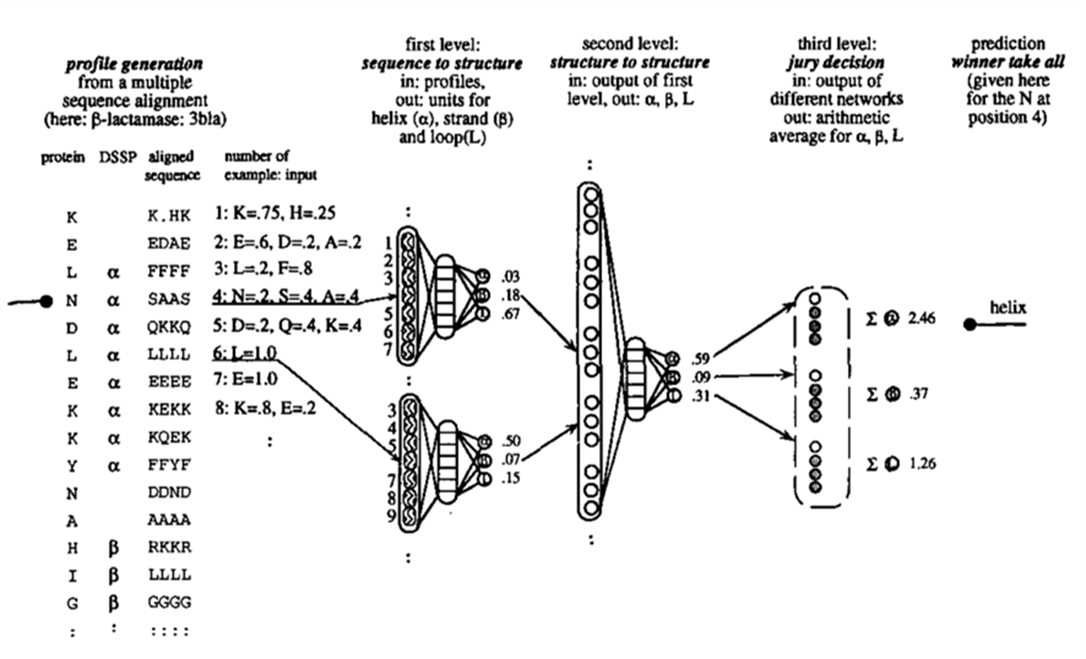 profile generation
from a multiple
sequence alignment
(here: β-lactamase: 3bla)
first level:
sequence to structure
in: profiles,
out: units for
helix (α), strand (β)
and loop(L)
second level:
structure to structure
in: output of first
level, out: α, β, L
third level:
jury decision
in: output of
different networks
out: arithmetic
average for α, β, L
prediction
winner take all
(given here
for the N at
position 4)
protein DSSP aligned sequence number of example: input
K K.HK 1: K=.75, H=.25
E EDAE 2: E=.6, D=.2, A=.2
L α FFFF 3: L=.2, F=.8
N α SAAS 4: N=.2, S=.4, A=.4
D α QKKQ 5: D=.2, Q=.4, K=.4
L α LLLL 6: L=1.0
E α EEEE 7: E=1.0
K α KEKK 8: K=.8, E=.2
K α KQEK :
Y α FFYF
N DDND
A AAAA
H β RKKR
I β LLLL
G β GGGG
: : ::::
:
1
2
3
5
6
7
α .03
β .18
L .67
:
3
4
5
7
8
9
α .50
β .07
L .15
:
:
α .59
β .09
L .31
:
Σ α 2.46
Σ β .37
Σ L 1.26
helix